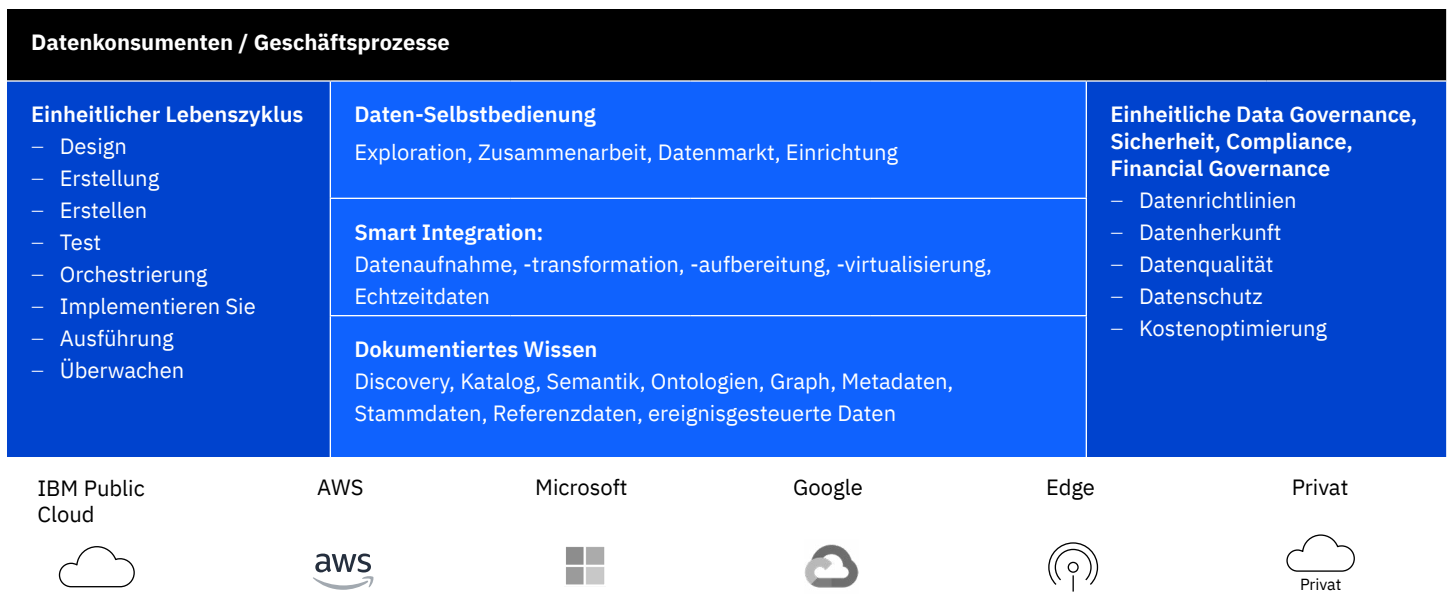 Datenkonsumenten / Geschäftsprozesse
Einheitlicher Lebenszyklus
– Design
– Erstellung
– Erstellen
– Test
– Orchestrierung
– Implementieren Sie
– Ausführung
– Überwachen
Daten-Selbstbedienung
Exploration, Zusammenarbeit, Datenmarkt, Einrichtung
Smart Integration:
Datenaufnahme, -transformation, -aufbereitung, -virtualisierung,
Echtzeitdaten
Dokumentiertes Wissen
Discovery, Katalog, Semantik, Ontologien, Graph, Metadaten,
Stammdaten, Referenzdaten, ereignisgesteuerte Daten
Einheitliche Data Governance,
Sicherheit, Compliance,
Financial Governance
– Datenrichtlinien
– Datenherkunft
– Datenqualität
– Datenschutz
– Kostenoptimierung
IBM Public
Cloud
AWS
aws
Microsoft
Google
Edge
Privat
Privat